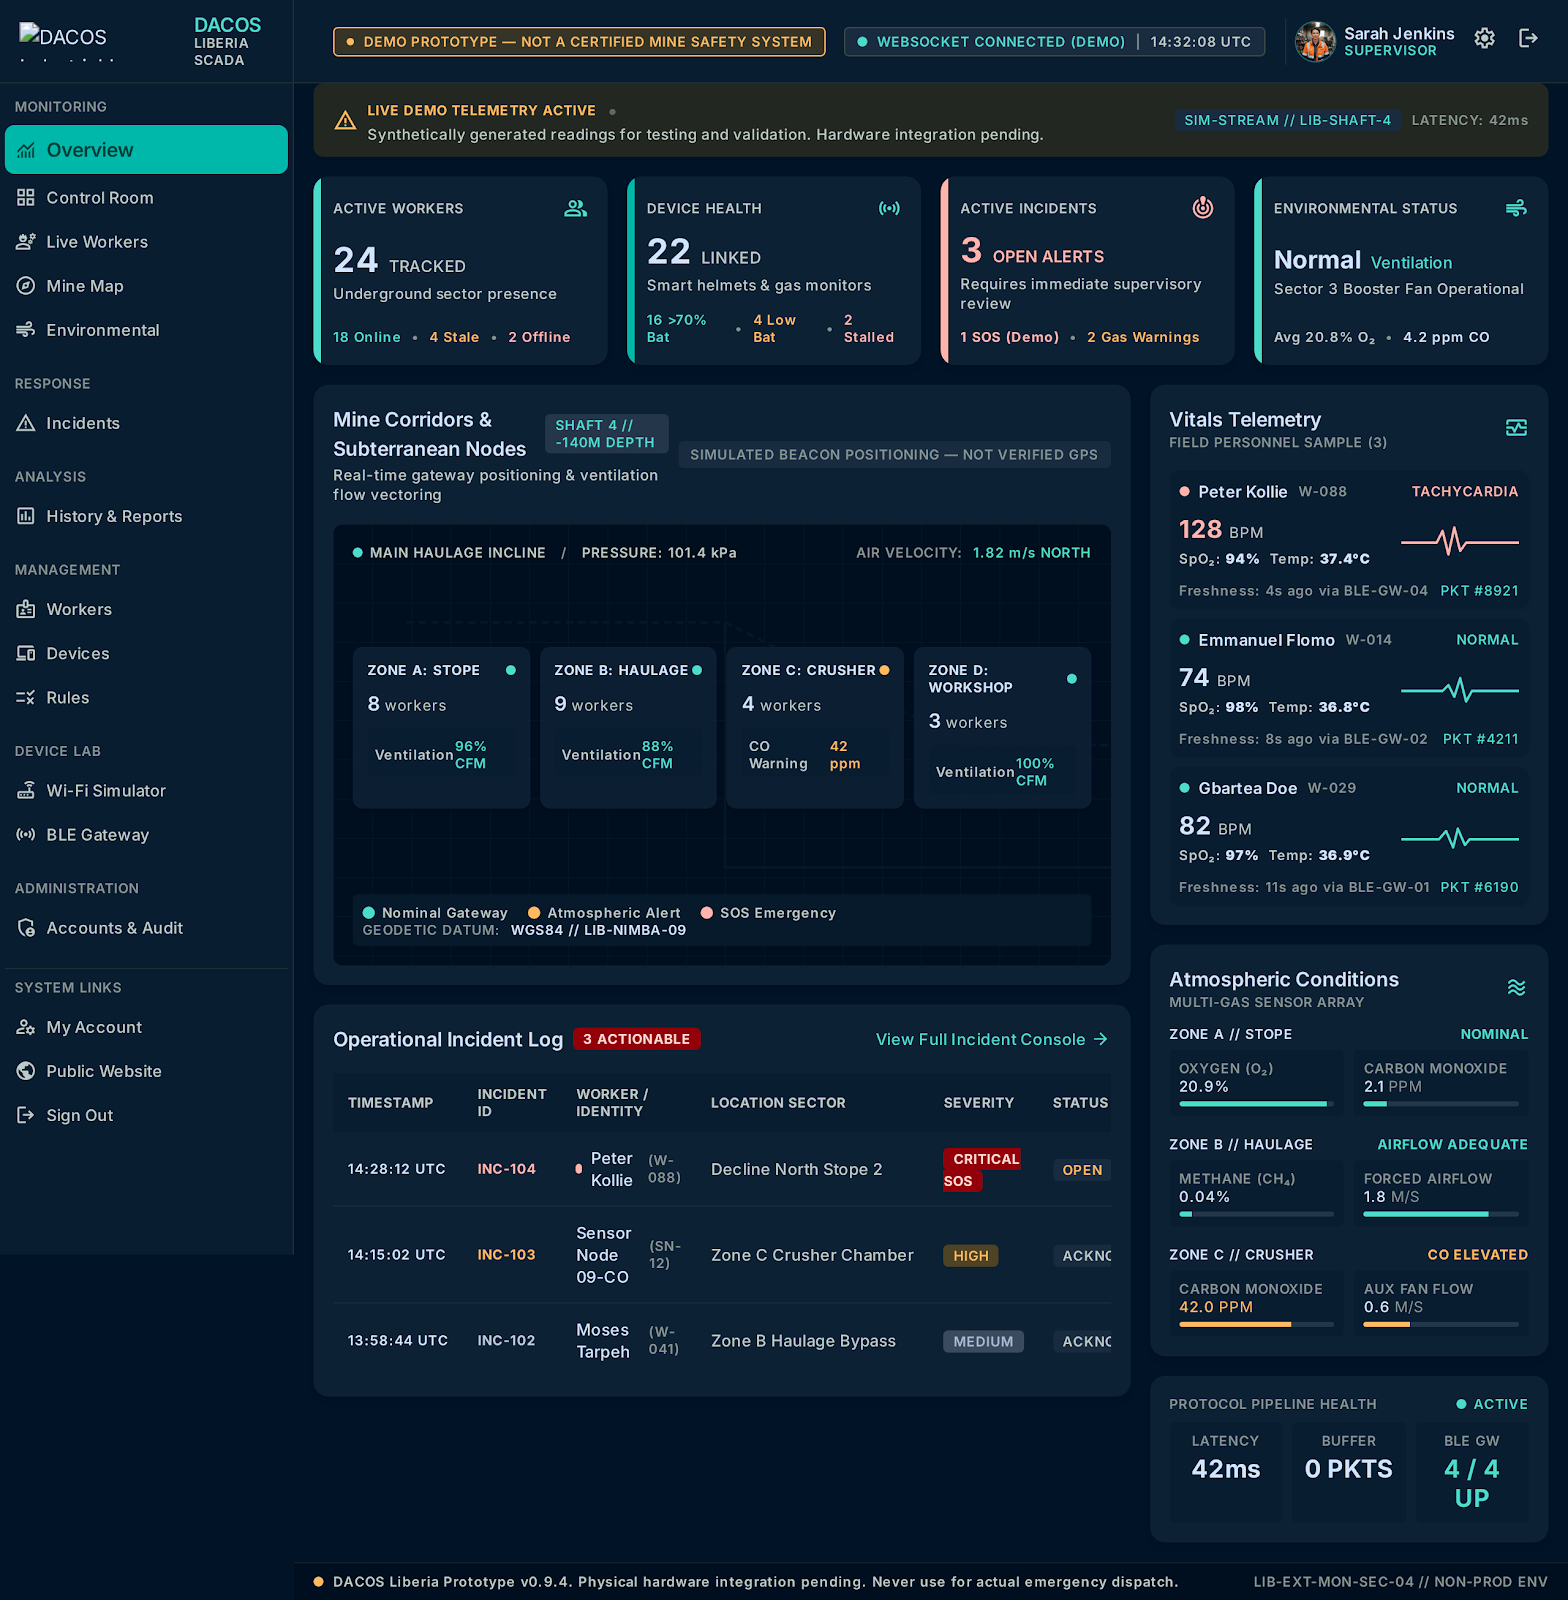 DACOS
DACOS
LIBERIA
SCADA
DEMO PROTOTYPE — NOT A CERTIFIED MINE SAFETY SYSTEM
WEBSOCKET CONNECTED (DEMO) | 14:32:08 UTC
Sarah Jenkins
SUPERVISOR
MONITORING
Overview
Control Room
Live Workers
Mine Map
Environmental
RESPONSE
Incidents
ANALYSIS
History & Reports
MANAGEMENT
Workers
Devices
Rules
DEVICE LAB
Wi-Fi Simulator
BLE Gateway
ADMINISTRATION
Accounts & Audit
SYSTEM LINKS
My Account
Public Website
Sign Out
LIVE DEMO TELEMETRY ACTIVE
Synthetically generated readings for testing and validation. Hardware integration pending.
SIM-STREAM // LIB-SHAFT-4 LATENCY: 42ms
ACTIVE WORKERS
24 TRACKED
Underground sector presence
18 Online • 4 Stale • 2 Offline
DEVICE HEALTH
22 LINKED
Smart helmets & gas monitors
16 >70% Bat • 4 Low Bat • 2 Stalled
ACTIVE INCIDENTS
3 OPEN ALERTS
Requires immediate supervisory
review
1 SOS (Demo) • 2 Gas Warnings
ENVIRONMENTAL STATUS
Normal Ventilation
Sector 3 Booster Fan Operational
Avg 20.8% O₂ • 4.2 ppm CO
Mine Corridors &
Subterranean Nodes
SHAFT 4 //
-140M DEPTH
Real-time gateway positioning & ventilation
flow vectoring
SIMULATED BEACON POSITIONING — NOT VERIFIED GPS
MAIN HAULAGE INCLINE / PRESSURE: 101.4 kPa
AIR VELOCITY: 1.82 m/s NORTH
ZONE A: STOPE
8 workers
Ventilation 96% CFM
ZONE B: HAULAGE
9 workers
Ventilation 88% CFM
ZONE C: CRUSHER
4 workers
CO Warning 42 ppm
ZONE D:
WORKSHOP
3 workers
Ventilation 100% CFM
Nominal Gateway Atmospheric Alert SOS Emergency
GEODETIC DATUM: WGS84 // LIB-NIMBA-09
Vitals Telemetry
FIELD PERSONNEL SAMPLE (3)
Peter Kollie W-088 TACHYCARDIA
128 BPM
SpO₂: 94% Temp: 37.4°C
Freshness: 4s ago via BLE-GW-04 PKT #8921
Emmanuel Flomo W-014 NORMAL
74 BPM
SpO₂: 98% Temp: 36.8°C
Freshness: 8s ago via BLE-GW-02 PKT #4211
Gbartea Doe W-029 NORMAL
82 BPM
SpO₂: 97% Temp: 36.9°C
Freshness: 11s ago via BLE-GW-01 PKT #6190
Operational Incident Log 3 ACTIONABLE
View Full Incident Console →
TIMESTAMP INCIDENT ID WORKER / IDENTITY LOCATION SECTOR SEVERITY STATUS
14:28:12 UTC INC-104 Peter Kollie (W-088) Decline North Stope 2 CRITICAL SOS OPEN
14:15:02 UTC INC-103 Sensor Node 09-CO (SN-12) Zone C Crusher Chamber HIGH ACKNO
13:58:44 UTC INC-102 Moses Tarpeh (W-041) Zone B Haulage Bypass MEDIUM ACKNO
Atmospheric Conditions
MULTI-GAS SENSOR ARRAY
ZONE A // STOPE NOMINAL
OXYGEN (O₂)
20.9%
CARBON MONOXIDE
2.1 PPM
ZONE B // HAULAGE AIRFLOW ADEQUATE
METHANE (CH₄)
0.04%
FORCED AIRFLOW
1.8 M/S
ZONE C // CRUSHER CO ELEVATED
CARBON MONOXIDE
42.0 PPM
AUX FAN FLOW
0.6 M/S
PROTOCOL PIPELINE HEALTH ACTIVE
LATENCY
42ms
BUFFER
0 PKTS
BLE GW
4 / 4
UP
DACOS Liberia Prototype v0.9.4. Physical hardware integration pending. Never use for actual emergency dispatch.
LIB-EXT-MON-SEC-04 // NON-PROD ENV